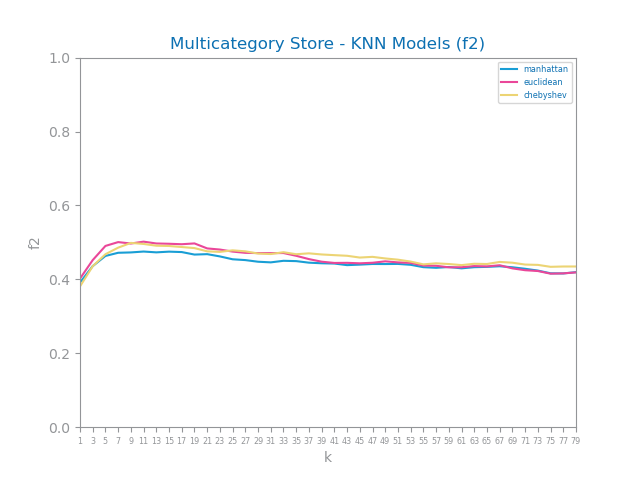 Multicategory Store - KNN Models (f2)
manhattan
euclidean
chebyshev
1.0
0.8
0.6
0.4
0.2
0.0
f2
1 3 5 7 9 11 13 15 17 19 21 23 25 27 29 31 33 35 37 39 41 43 45 47 49 51 53 55 57 59 61 63 65 67 69 71 73 75 77 79
k